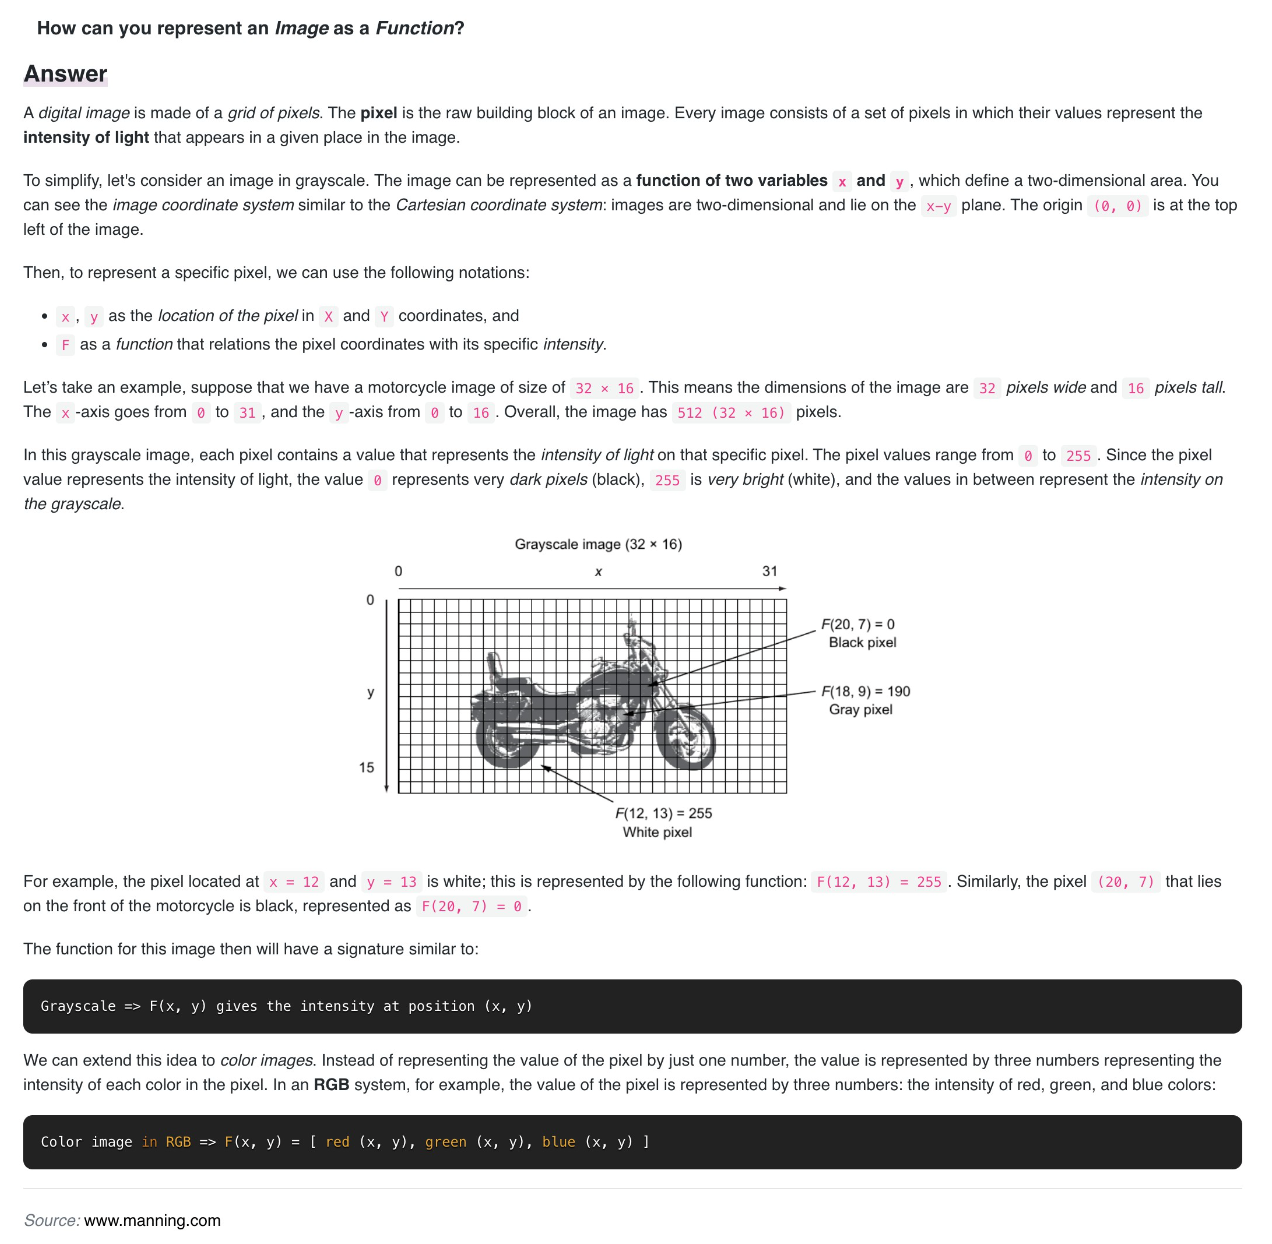 How can you represent an Image as a Function?
Answer
A digital image is made of a grid of pixels. The pixel is the raw building block of an image. Every image consists of a set of pixels in which their values represent the
intensity of light that appears in a given place in the image.
To simplify, let's consider an image in grayscale. The image can be represented as a function of two variables x and y , which define a two-dimensional area. You
can see the image coordinate system similar to the Cartesian coordinate system: images are two-dimensional and lie on the x-y plane. The origin (0, 0) is at the top
left of the image.
Then, to represent a specific pixel, we can use the following notations:
• x , y as the location of the pixel in X and Y coordinates, and
• F as a function that relations the pixel coordinates with its specific intensity.
Let’s take an example, suppose that we have a motorcycle image of size of 32 × 16 . This means the dimensions of the image are 32 pixels wide and 16 pixels tall.
The x -axis goes from 0 to 31 , and the y -axis from 0 to 16 . Overall, the image has 512 (32 × 16) pixels.
In this grayscale image, each pixel contains a value that represents the intensity of light on that specific pixel. The pixel values range from 0 to 255 . Since the pixel
value represents the intensity of light, the value 0 represents very dark pixels (black), 255 is very bright (white), and the values in between represent the intensity on
the grayscale.
Grayscale image (32 × 16)
0 x 31
0
F(20, 7) = 0
Black pixel
y
F(18, 9) = 190
Gray pixel
15
F(12, 13) = 255
White pixel
For example, the pixel located at x = 12 and y = 13 is white; this is represented by the following function: F(12, 13) = 255 . Similarly, the pixel (20, 7) that lies
on the front of the motorcycle is black, represented as F(20, 7) = 0 .
The function for this image then will have a signature similar to:
Grayscale => F(x, y) gives the intensity at position (x, y)
We can extend this idea to color images. Instead of representing the value of the pixel by just one number, the value is represented by three numbers representing the
intensity of each color in the pixel. In an RGB system, for example, the value of the pixel is represented by three numbers: the intensity of red, green, and blue colors:
Color image in RGB => F(x, y) = [ red (x, y), green (x, y), blue (x, y) ]
Source: www.manning.com